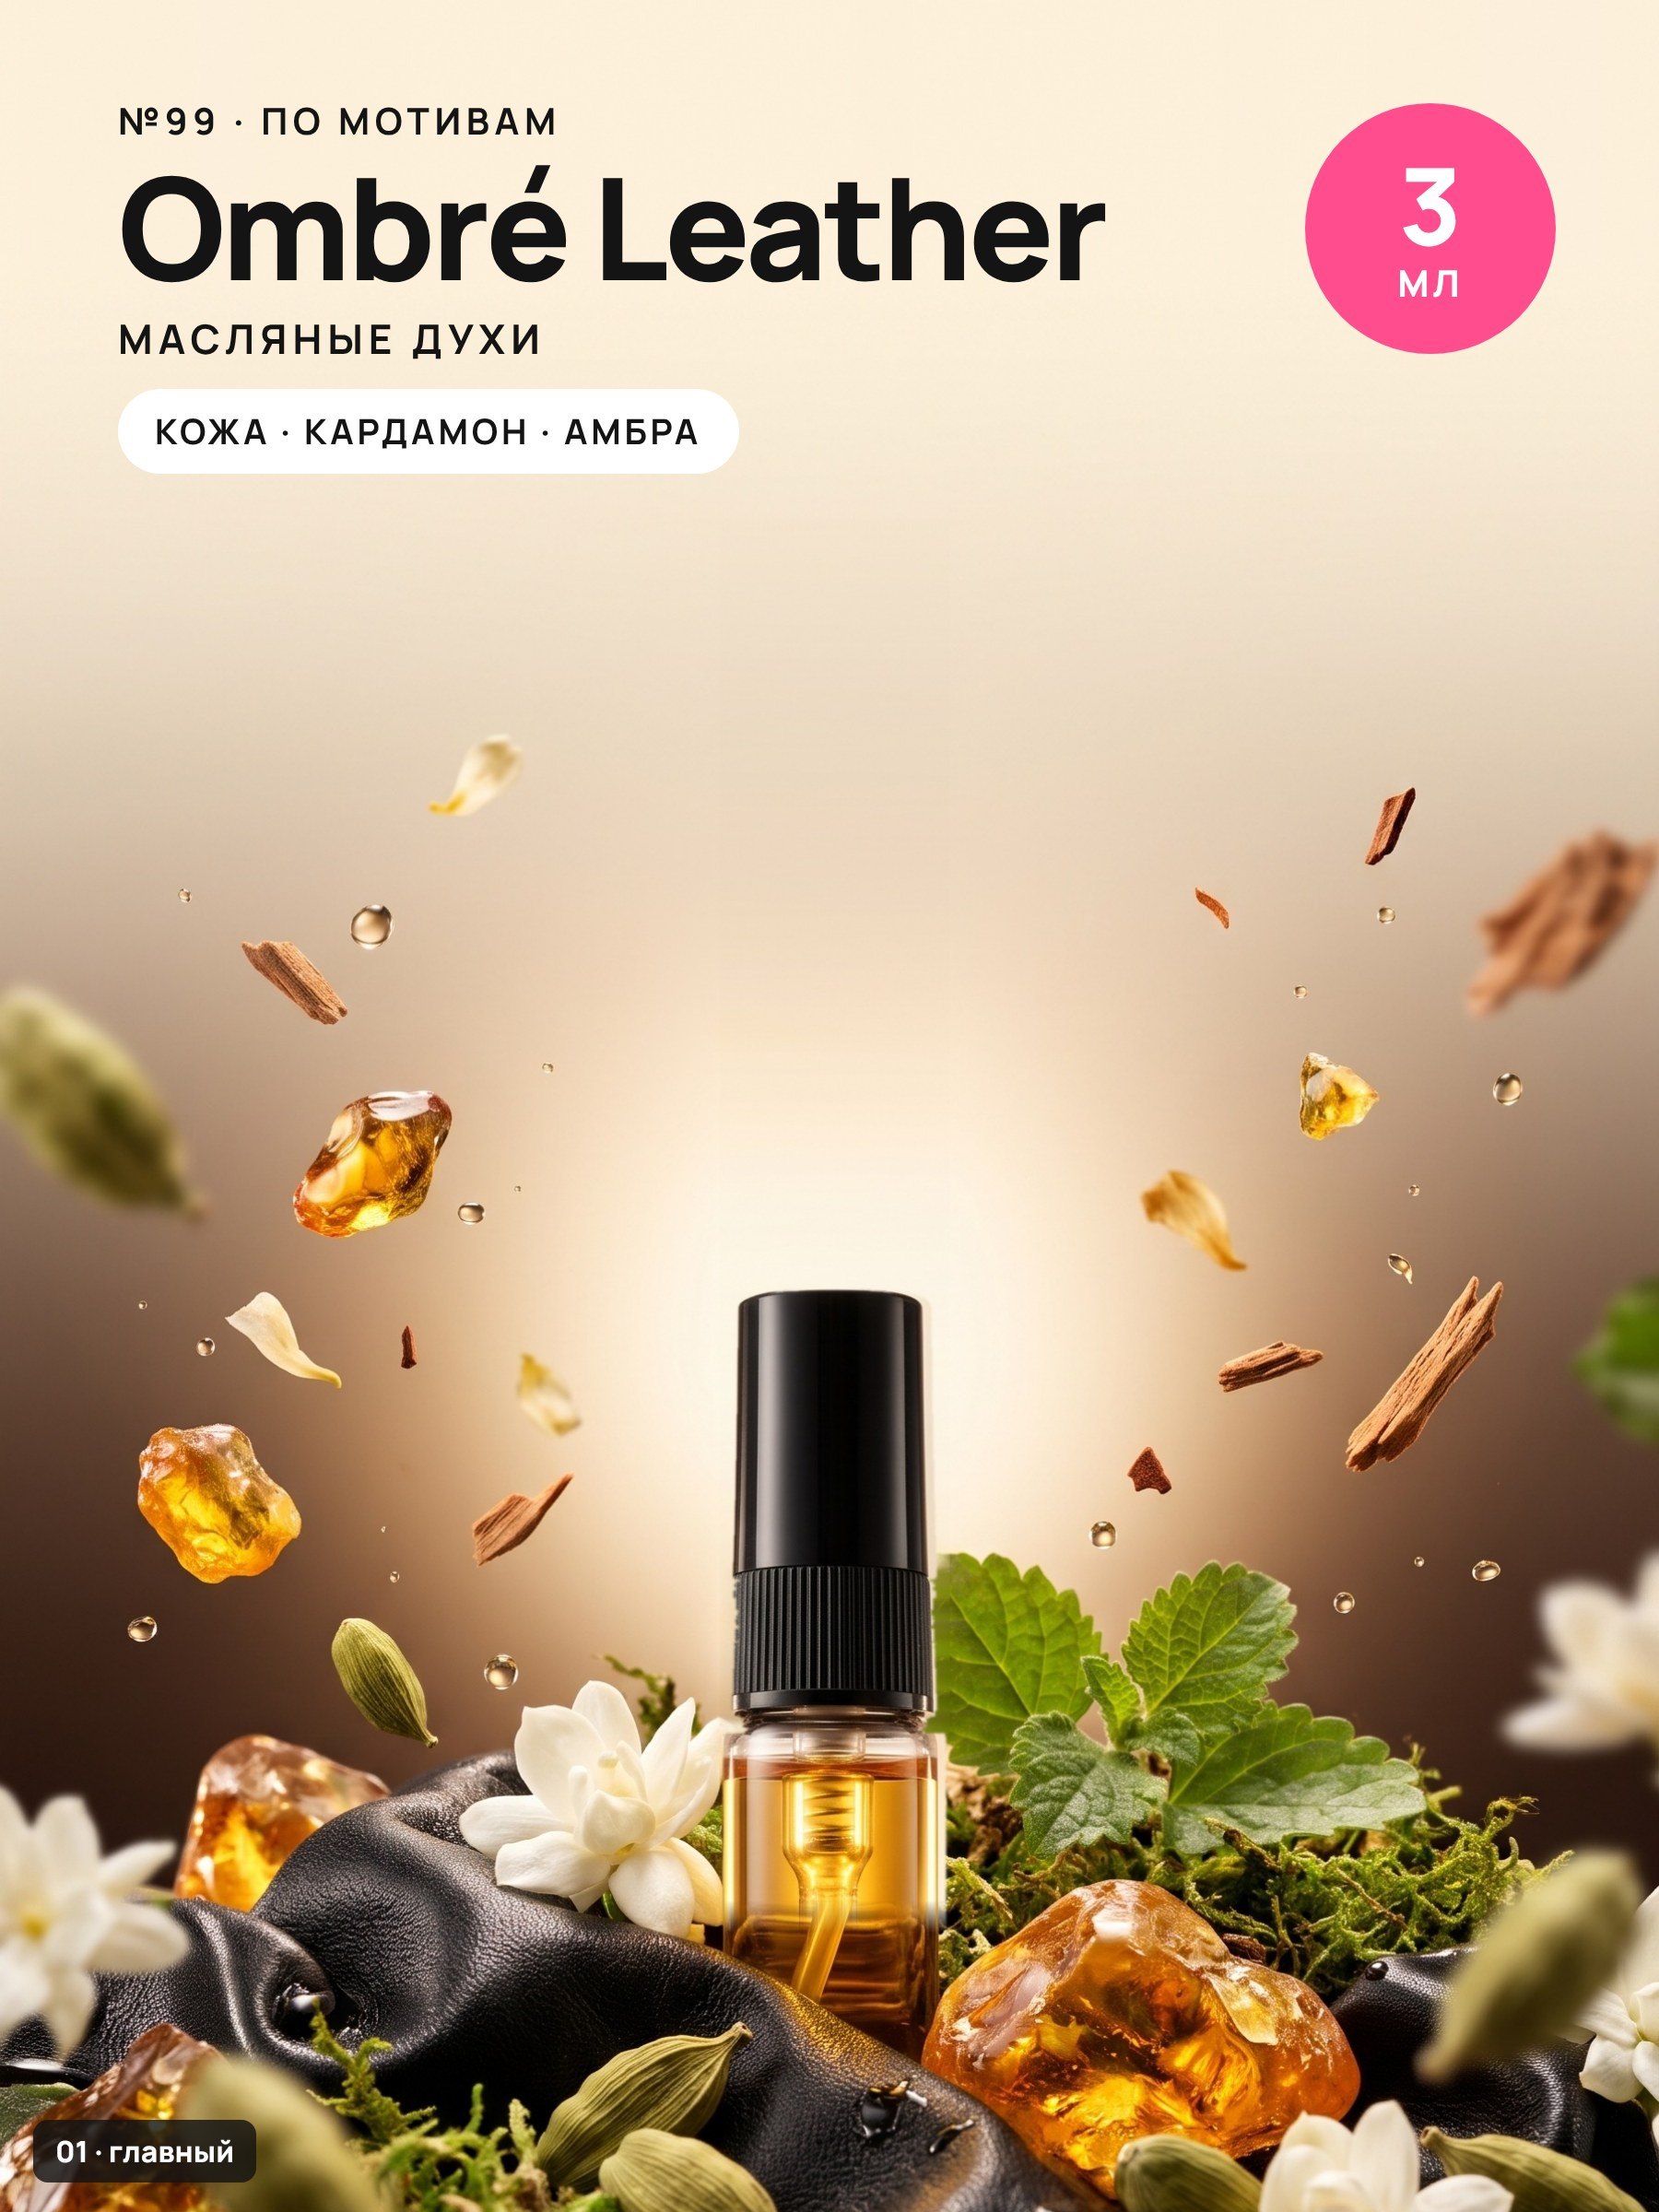 №99 · ПО МОТИВАМ
Ombré Leather
МАСЛЯНЫЕ ДУХИ
КОЖА · КАРДАМОН · АМБРА
3
МЛ
01 · главный